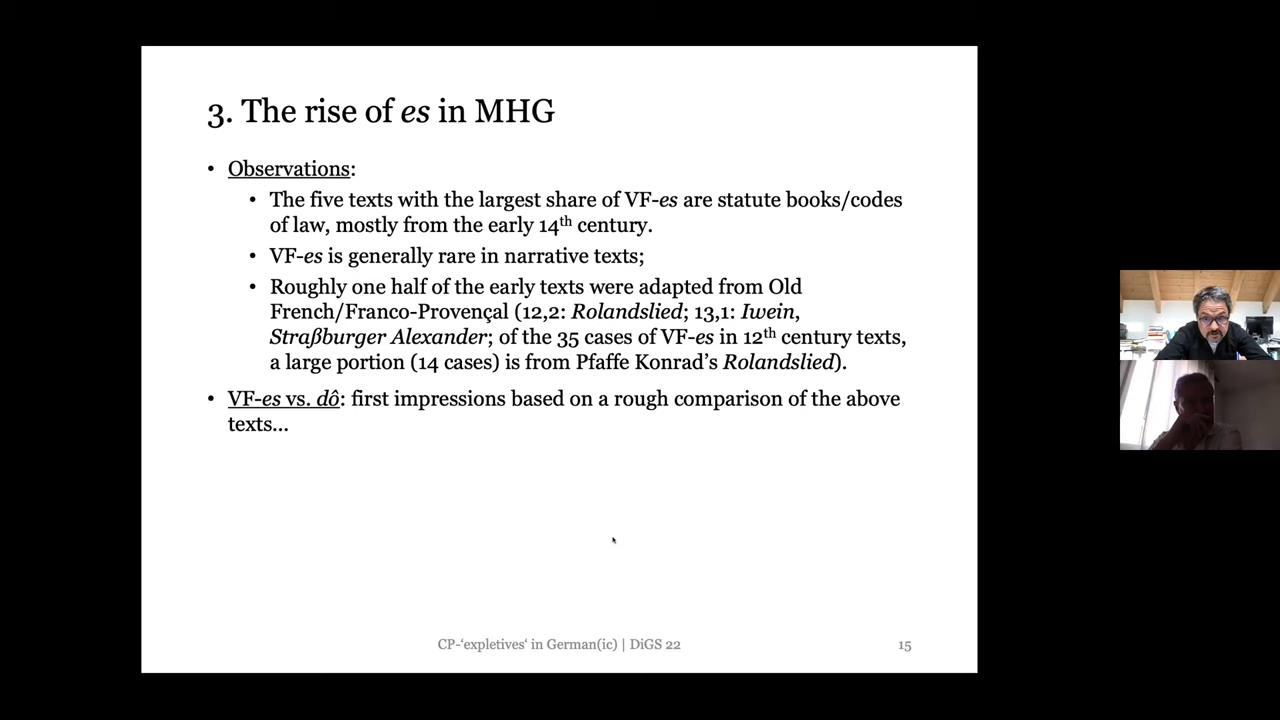 3. The rise of es in MHG
• Observations:
• The five texts with the largest share of VF-es are statute books/codes
of law, mostly from the early 14th century.
• VF-es is generally rare in narrative texts;
• Roughly one half of the early texts were adapted from Old
French/Franco-Provençal (12,2: Rolandslied; 13,1: Iwein,
Straßburger Alexander; of the 35 cases of VF-es in 12th century texts,
a large portion (14 cases) is from Pfaffe Konrad’s Rolandslied).
• VF-es vs. dô: first impressions based on a rough comparison of the above
texts…
CP-‘expletives‘ in German(ic) | DiGS 22
15